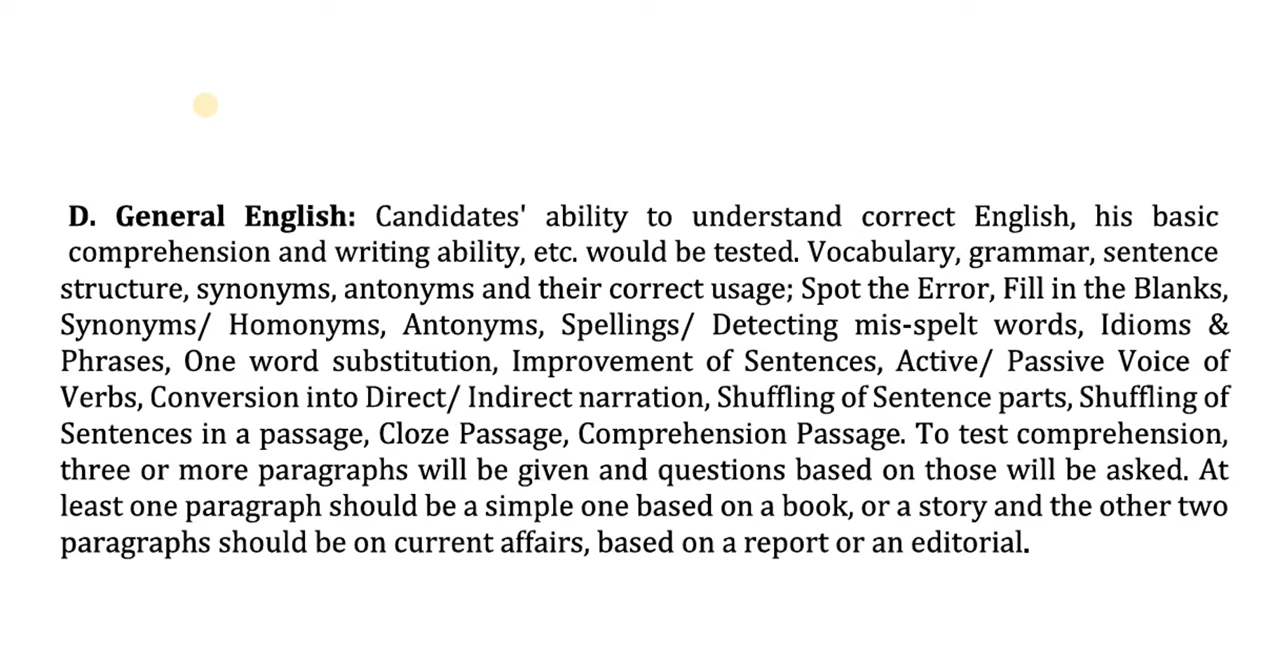 D. General English: Candidates' ability to understand correct English, his basic
comprehension and writing ability, etc. would be tested. Vocabulary, grammar, sentence
structure, synonyms, antonyms and their correct usage; Spot the Error, Fill in the Blanks,
Synonyms/ Homonyms, Antonyms, Spellings/ Detecting mis-spelt words, Idioms &
Phrases, One word substitution, Improvement of Sentences, Active/ Passive Voice of
Verbs, Conversion into Direct/ Indirect narration, Shuffling of Sentence parts, Shuffling of
Sentences in a passage, Cloze Passage, Comprehension Passage. To test comprehension,
three or more paragraphs will be given and questions based on those will be asked. At
least one paragraph should be a simple one based on a book, or a story and the other two
paragraphs should be on current affairs, based on a report or an editorial.